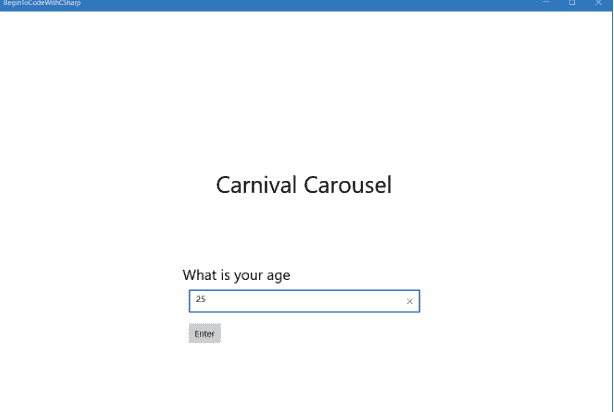 BeginToCodeWithCSharp
Carnival Carousel
What is your age
25
Enter